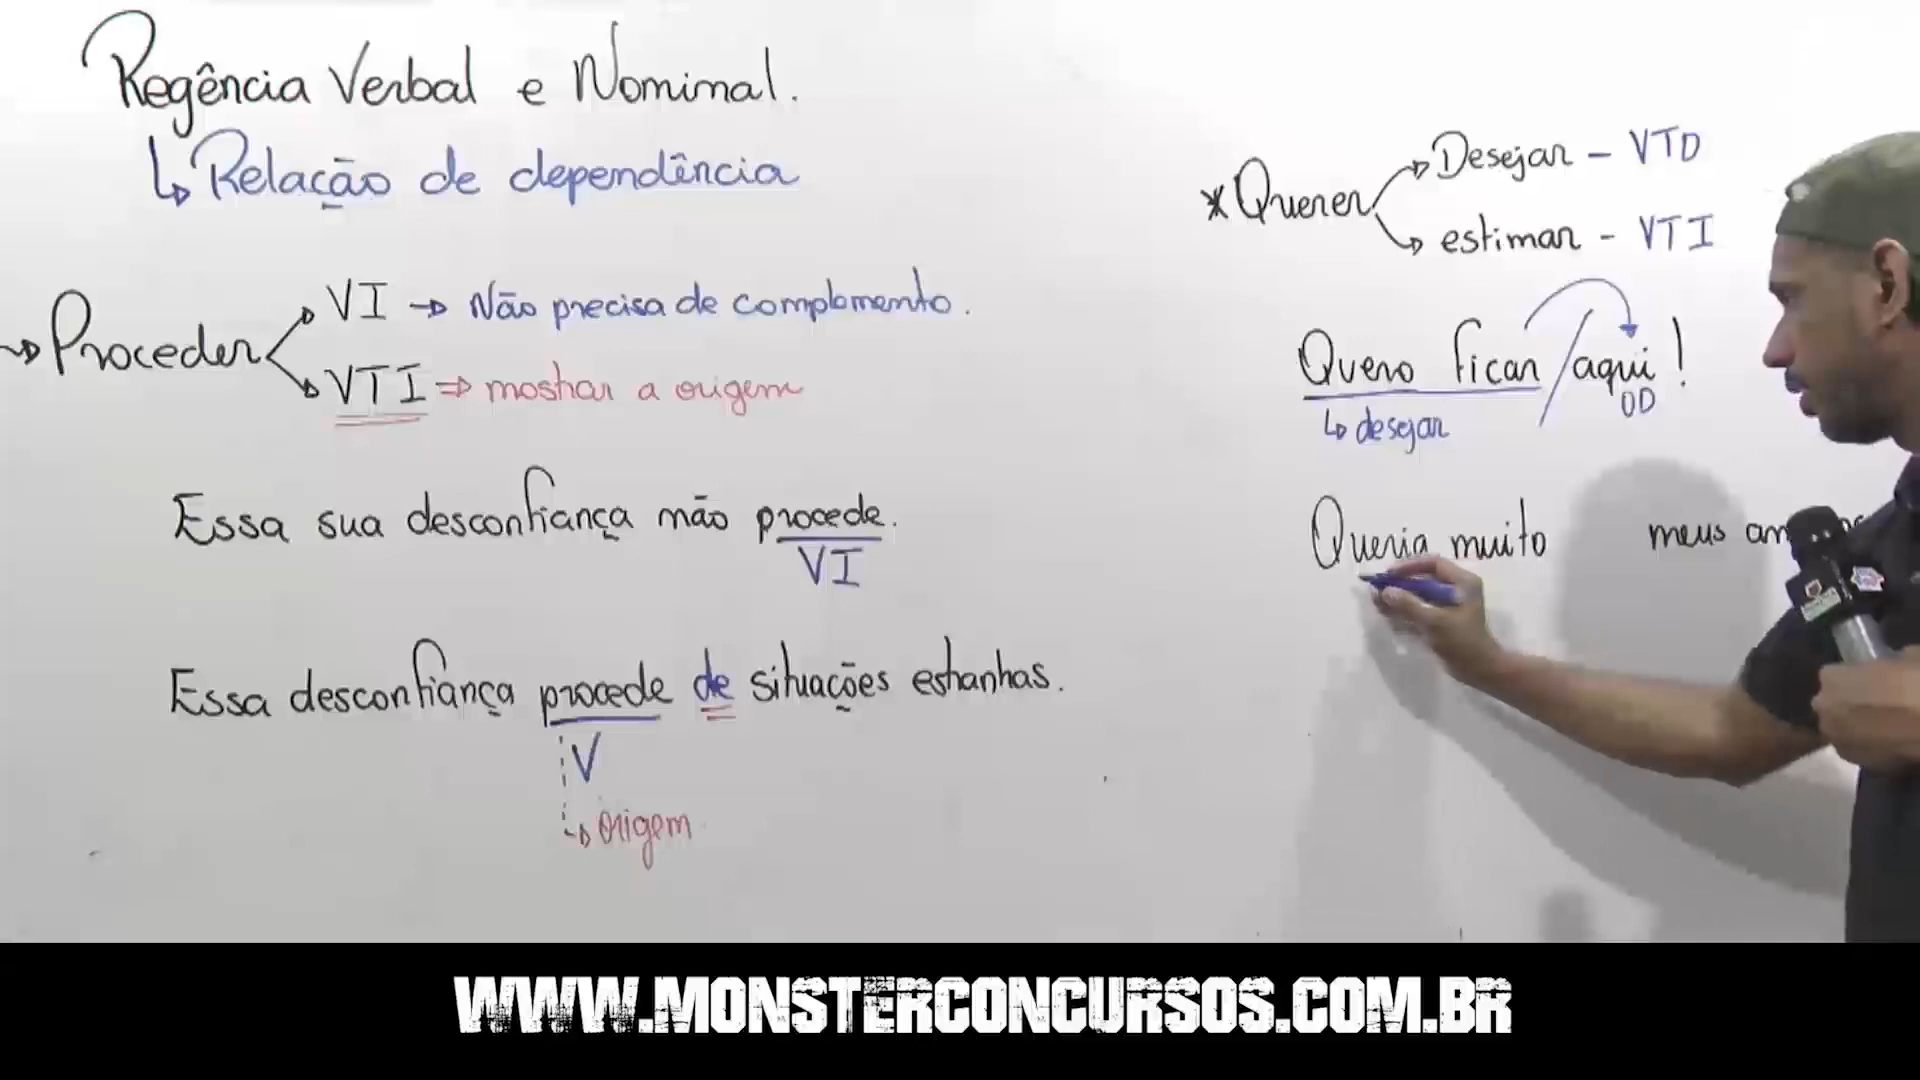 Regência Verbal e Nominal.
↳ Relação de dependência
→ Proceder
VI → Não precisa de complemento.
VTI ⇒ mostrar a origem
Essa sua desconfiança não procede.
VI
Essa desconfiança procede de situações estranhas.
V
↳ origem
* Querer
→ Desejar - VTD
→ estimar - VTI
Quero ficar / aqui!
OD
↳ desejar
Queria muito meus
WWW.MONSTERCONCURSOS.COM.BR